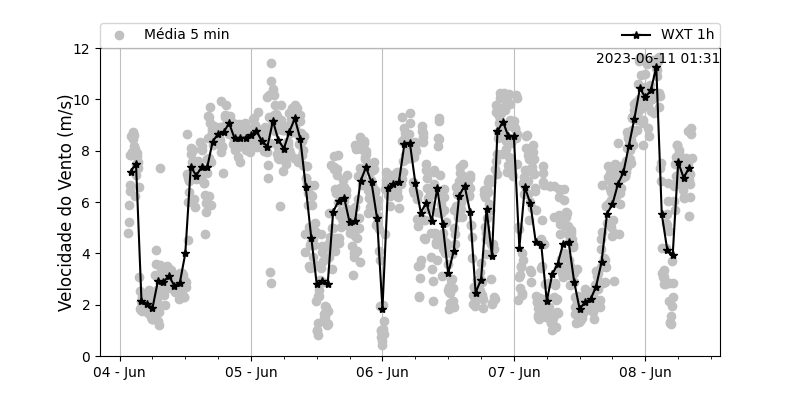 Média 5 min
WXT 1h
2023-06-11 01:31
Velocidade do Vento (m/s)
12
10
8
6
4
2
0
04 - Jun
05 - Jun
06 - Jun
07 - Jun
08 - Jun